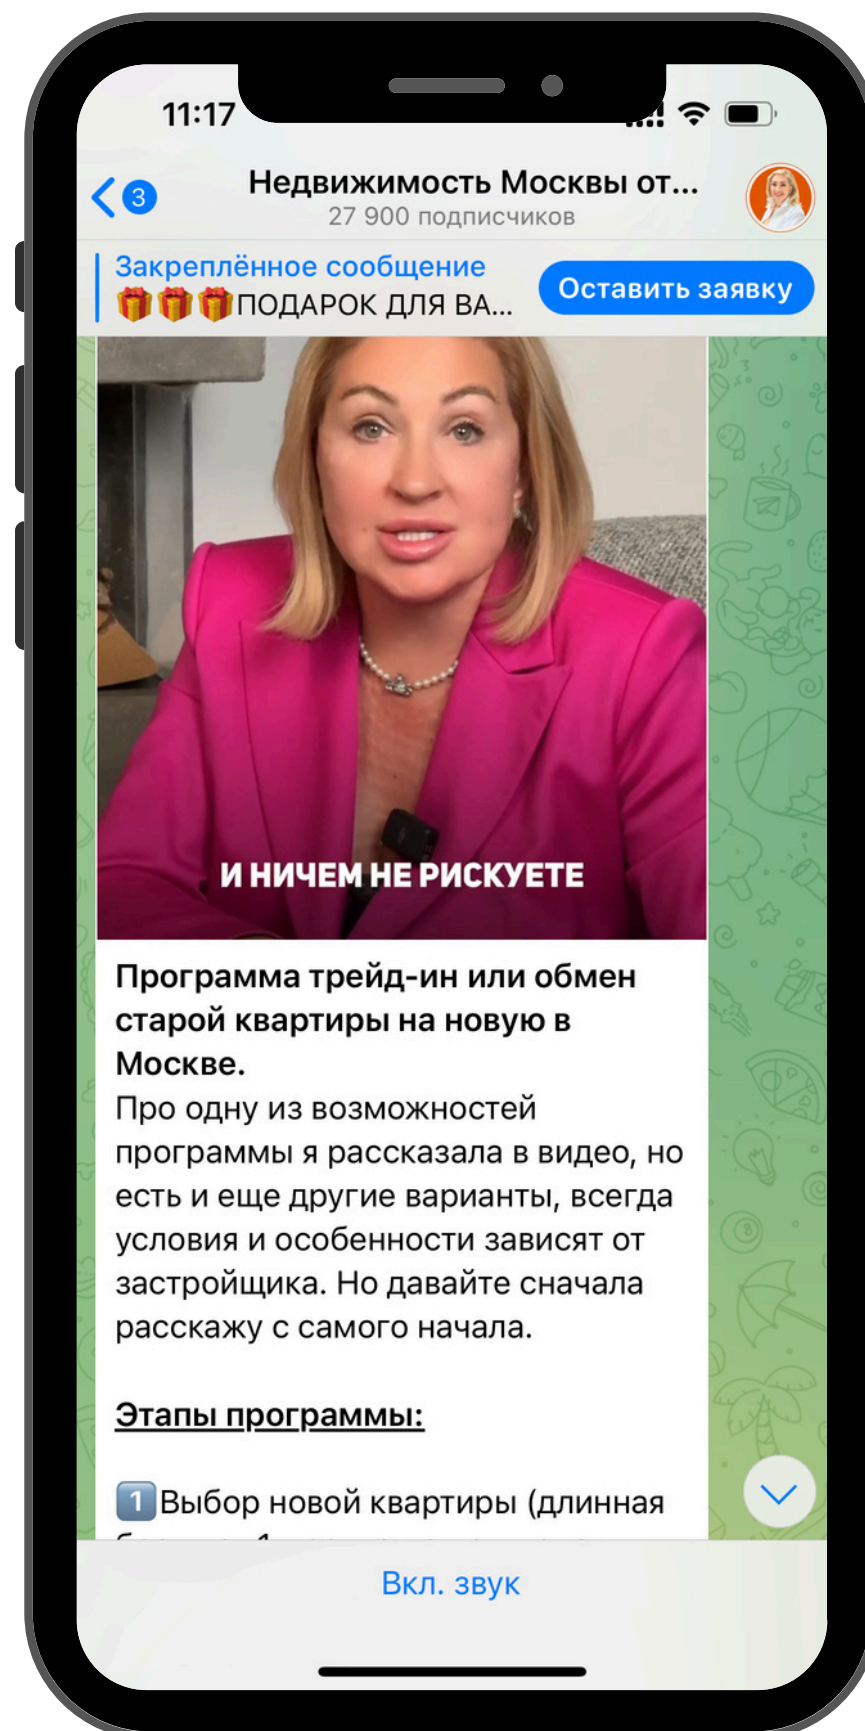 11:17
3
Недвижимость Москвы от...
27 900 подписчиков
Закреплённое сообщение
🎁🎁🎁ПОДАРОК ДЛЯ ВА...
Оставить заявку
И НИЧЕМ НЕ РИСКУЕТЕ
Программа трейд-ин или обмен
старой квартиры на новую в
Москве.
Про одну из возможностей
программы я рассказала в видео, но
есть и еще другие варианты, всегда
условия и особенности зависят от
застройщика. Но давайте сначала
расскажу с самого начала.
Этапы программы:
1️⃣Выбор новой квартиры (длинная
Вкл. звук